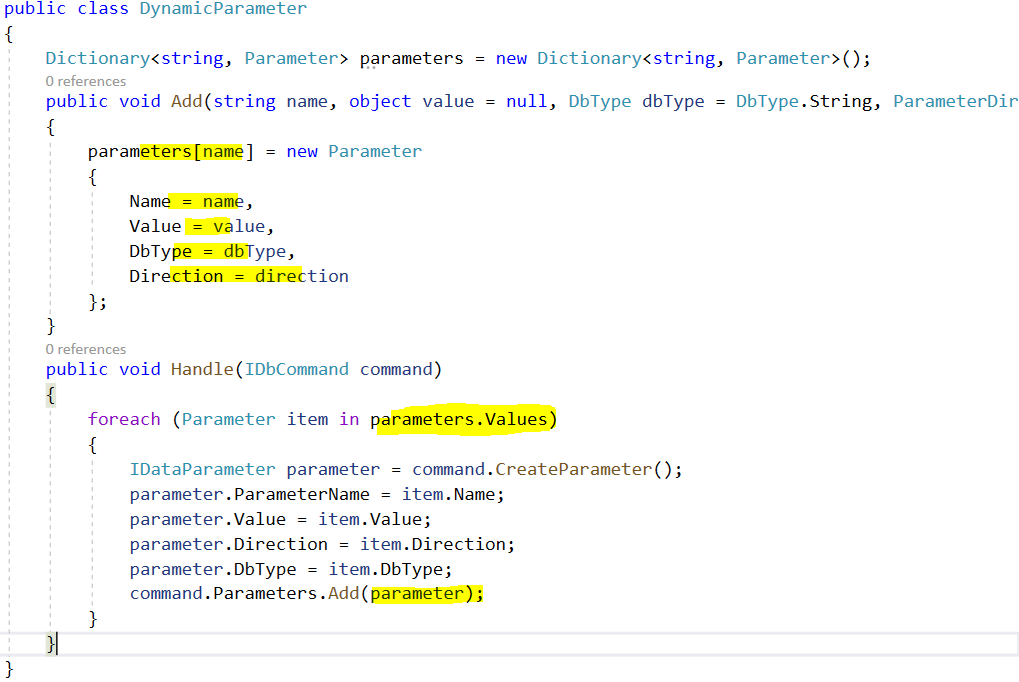 public class DynamicParameter
{
    Dictionary<string, Parameter> parameters = new Dictionary<string, Parameter>();
    0 references
    public void Add(string name, object value = null, DbType dbType = DbType.String, ParameterDir
    {
        parameters[name] = new Parameter
        {
            Name = name,
            Value = value,
            DbType = dbType,
            Direction = direction
        };
    }
    0 references
    public void Handle(IDbCommand command)
    {
        foreach (Parameter item in parameters.Values)
        {
            IDataParameter parameter = command.CreateParameter();
            parameter.ParameterName = item.Name;
            parameter.Value = item.Value;
            parameter.Direction = item.Direction;
            parameter.DbType = item.DbType;
            command.Parameters.Add(parameter);
        }
    }
}